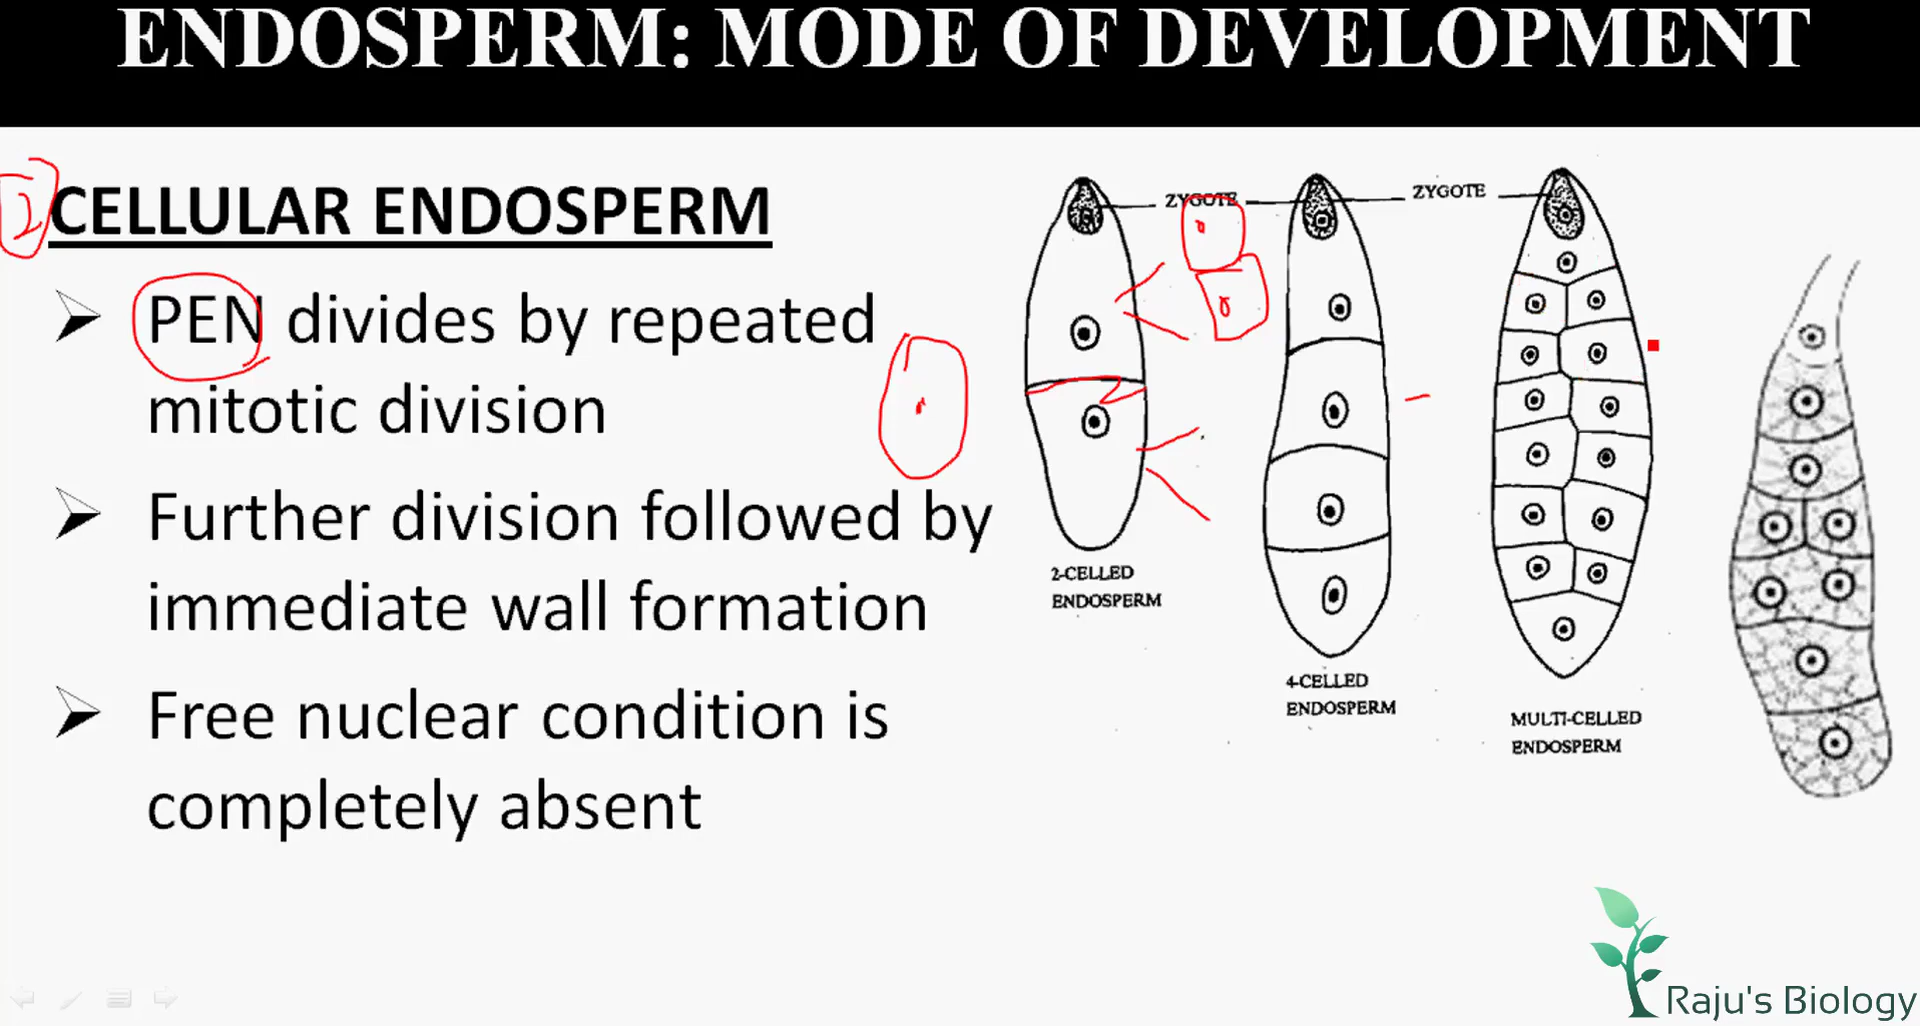 ENDOSPERM: MODE OF DEVELOPMENT
2
CELLULAR ENDOSPERM
PEN divides by repeated
mitotic division
Further division followed by
immediate wall formation
Free nuclear condition is
completely absent
ZYGOTE
ZYGOTE
2-CELLED
ENDOSPERM
4-CELLED
ENDOSPERM
MULTI-CELLED
ENDOSPERM
Raju's Biology